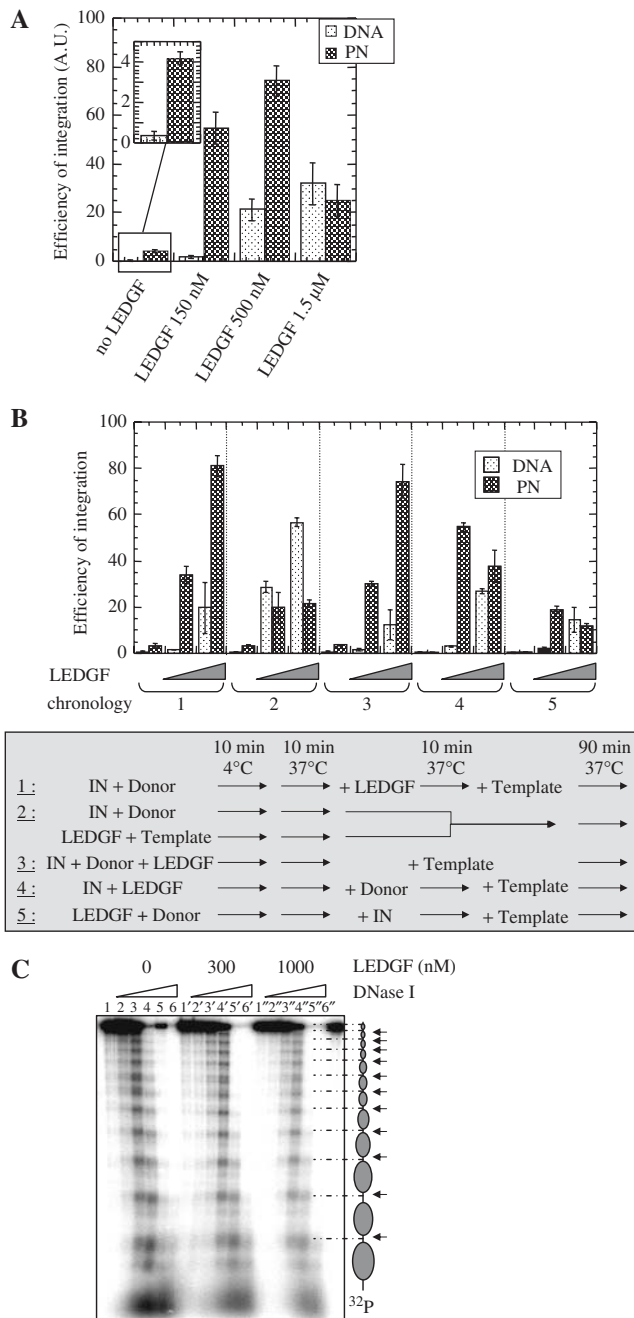 A
Efficiency of integration (A.U.)
100
80
60
40
20
0
4
2
0
DNA
PN
no LEDGF
LEDGF 150 nM
LEDGF 500 nM
LEDGF 1.5 µM
B
Efficiency of integration
100
80
60
40
20
0
DNA
PN
LEDGF
chronology 1 2 3 4 5
10 min 10 min 10 min 90 min
4°C 37°C 37°C 37°C
1 : IN + Donor + LEDGF + Template
2 : IN + Donor
LEDGF + Template
3 : IN + Donor + LEDGF + Template
4 : IN + LEDGF + Donor + Template
5 : LEDGF + Donor + IN + Template
C
0 300 1000 LEDGF (nM)
DNase I
1 2 3 4 5 6 1′ 2′ 3′ 4′ 5′ 6′ 1″ 2″ 3″ 4″ 5″ 6″
32P